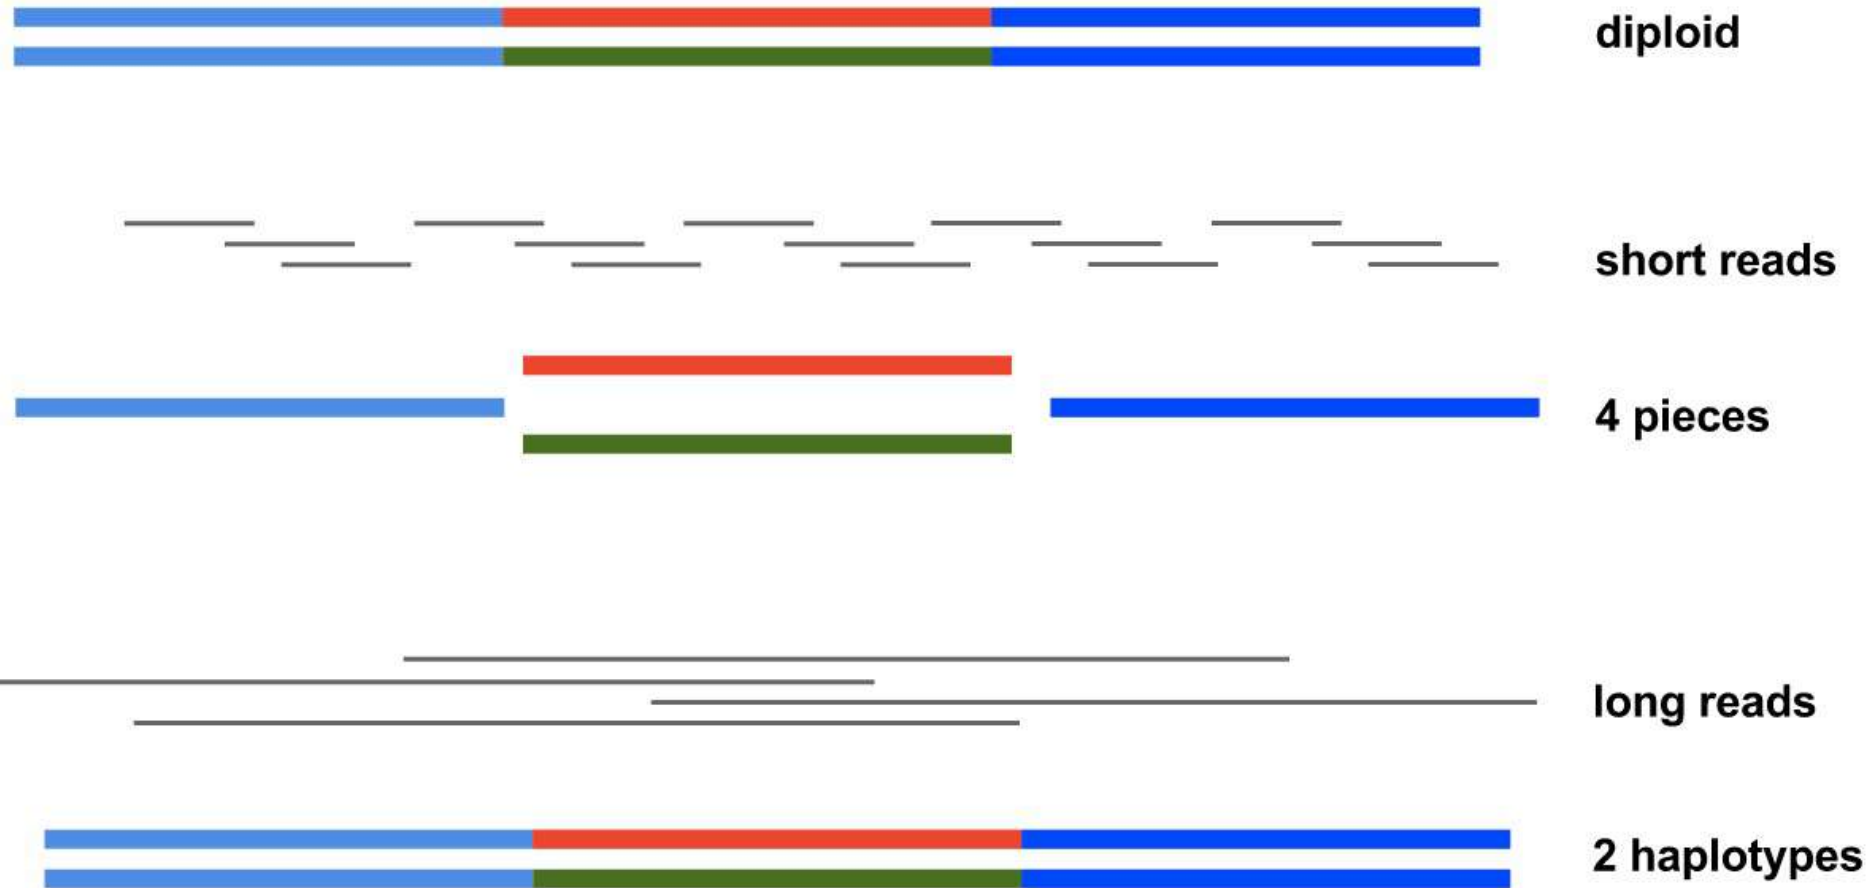 diploid
short reads
4 pieces
long reads
2 haplotypes